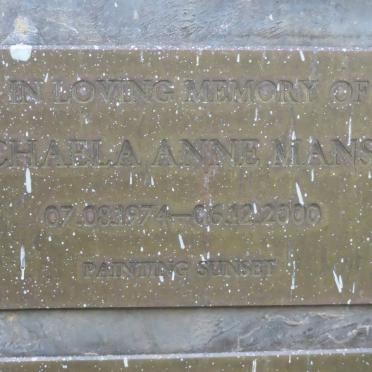 IN LOVING MEMORY OF
CHAELA ANNE MANS
07.08.1974—06.12.2000
PAINTING SUNSET